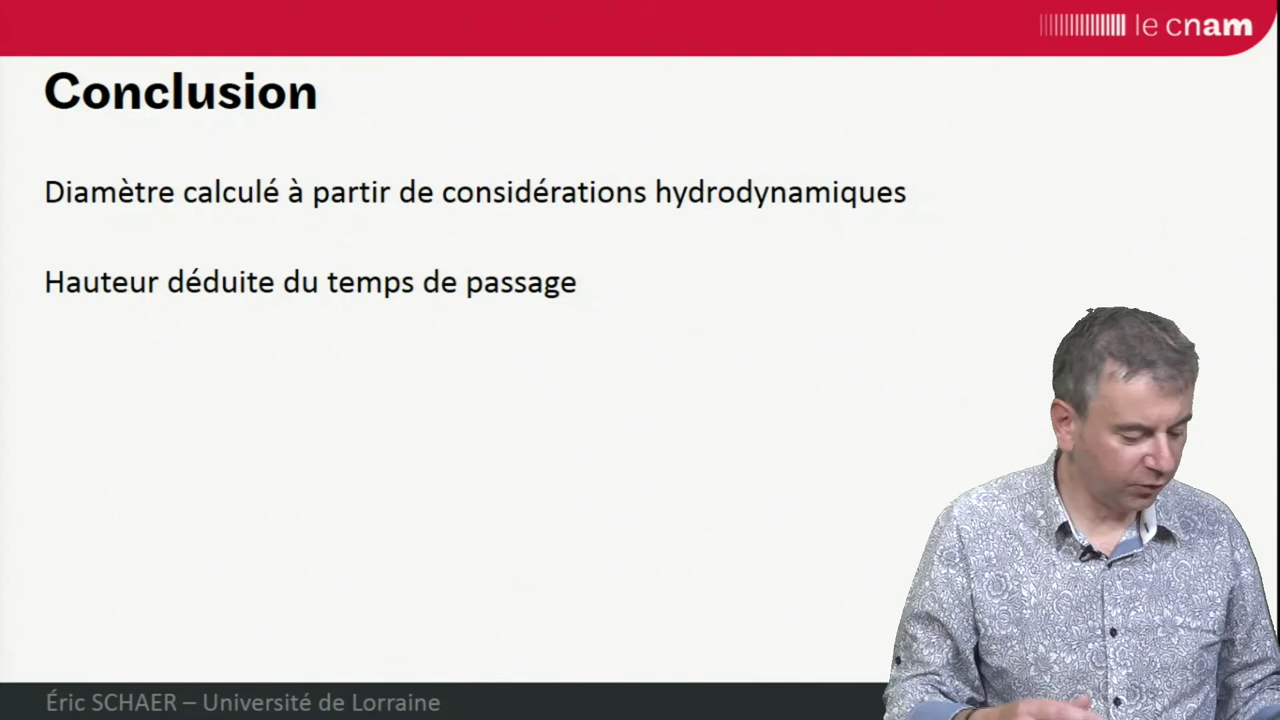 le cnam
Conclusion
Diamètre calculé à partir de considérations hydrodynamiques
Hauteur déduite du temps de passage
Éric SCHAER – Université de Lorraine